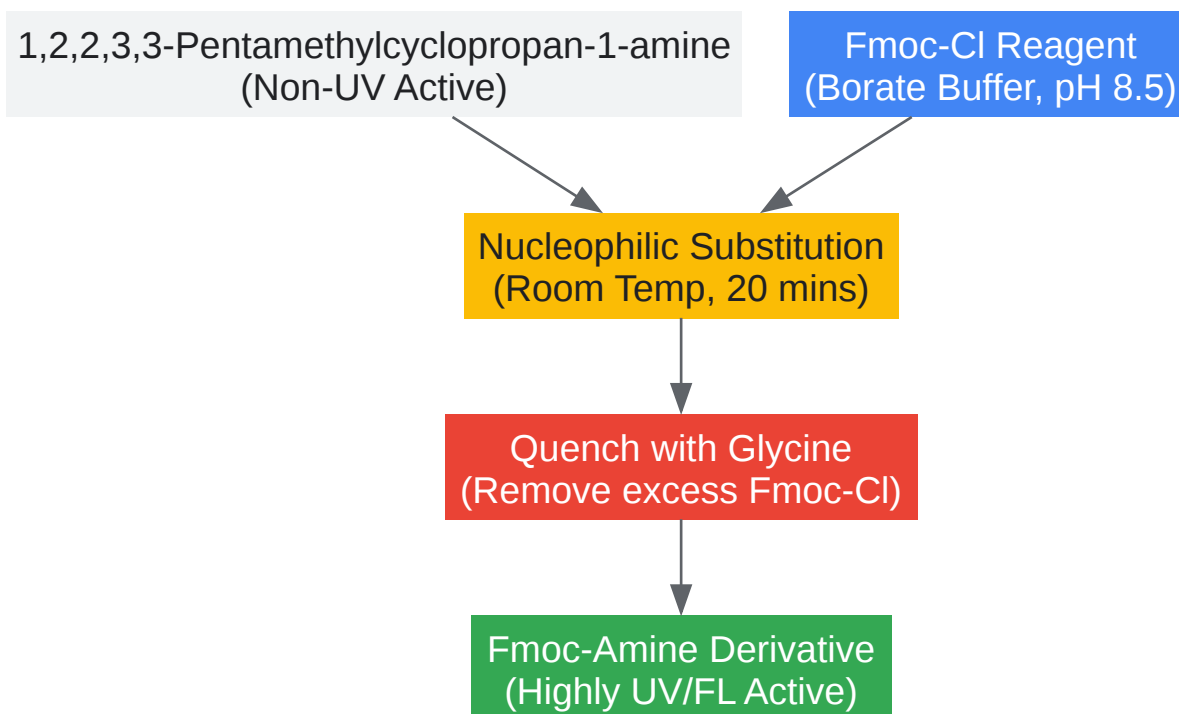 1,2,2,3,3-Pentamethylcyclopropan-1-amine
(Non-UV Active)
Fmoc-Cl Reagent
(Borate Buffer, pH 8.5)
Nucleophilic Substitution
(Room Temp, 20 mins)
Quench with Glycine
(Remove excess Fmoc-Cl)
Fmoc-Amine Derivative
(Highly UV/FL Active)